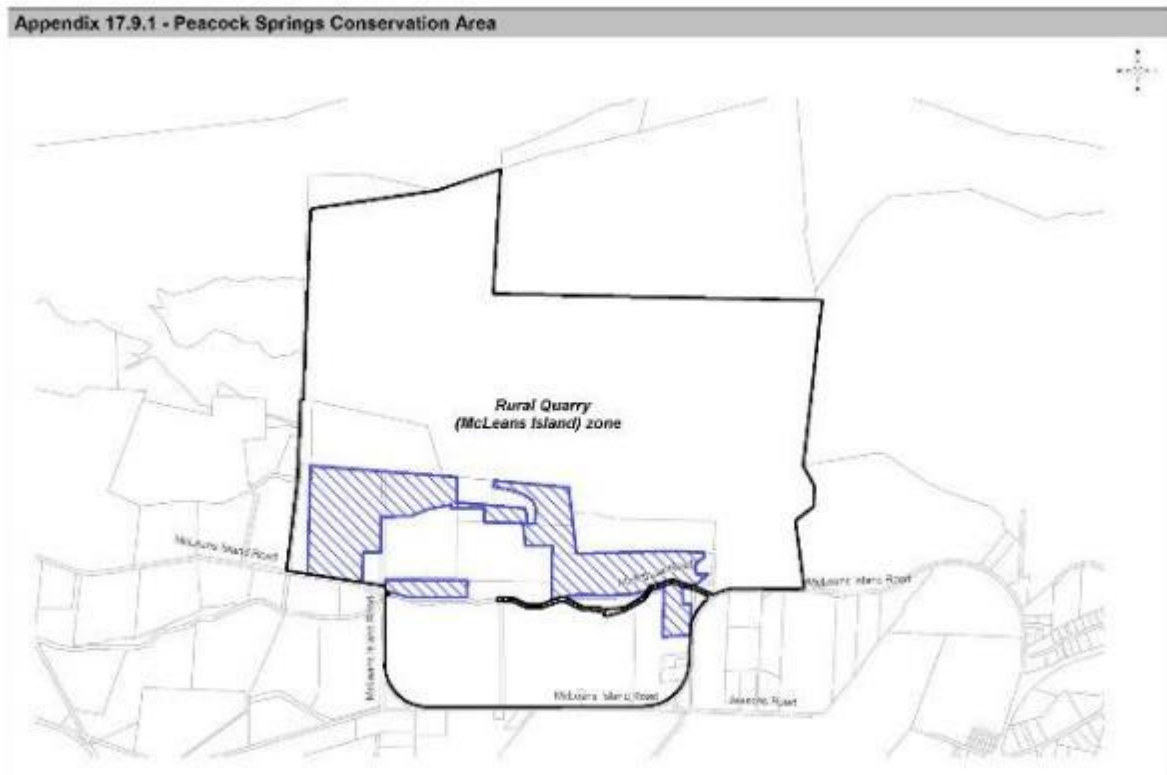 Appendix 17.9.1 - Peacock Springs Conservation Area
Rural Quarry
(McLeans Island) zone
McLeans Island Road
McLeans Island Road
McLeans Island Road
McLeans Island Road